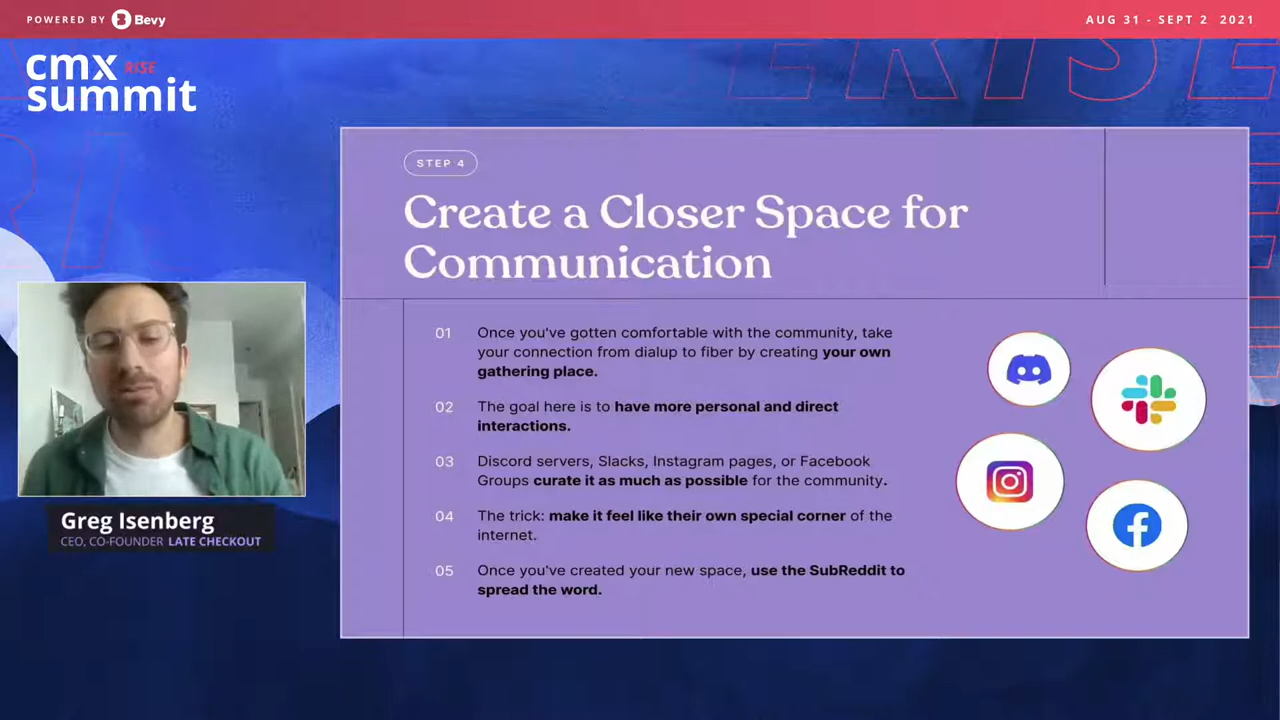 POWERED BY Bevy
AUG 31 - SEPT 2 2021
cmx RISE
summit
STEP 4
Create a Closer Space for
Communication
01 Once you've gotten comfortable with the community, take
your connection from dialup to fiber by creating your own
gathering place.
02 The goal here is to have more personal and direct
interactions.
03 Discord servers, Slacks, Instagram pages, or Facebook
Groups curate it as much as possible for the community.
04 The trick: make it feel like their own special corner of the
internet.
05 Once you've created your new space, use the SubReddit to
spread the word.
Greg Isenberg
CEO, CO-FOUNDER LATE CHECKOUT